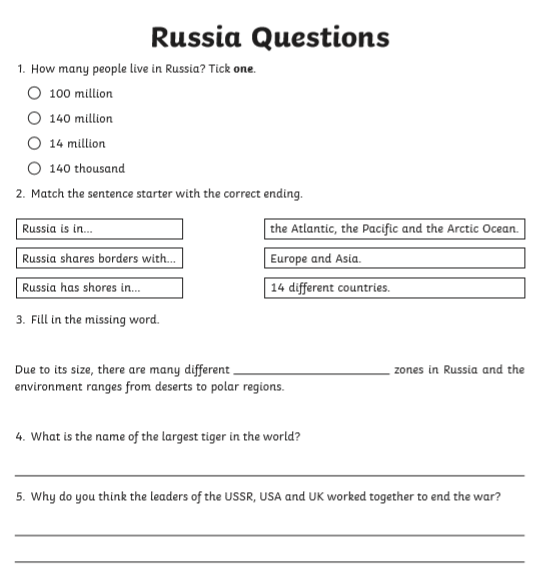 Russia Questions
1. How many people live in Russia? Tick one.
100 million
140 million
14 million
140 thousand
2. Match the sentence starter with the correct ending.
Russia is in...
the Atlantic, the Pacific and the Arctic Ocean.
Russia shares borders with...
Europe and Asia.
Russia has shores in...
14 different countries.
3. Fill in the missing word.
Due to its size, there are many different ______________________ zones in Russia and the
environment ranges from deserts to polar regions.
4. What is the name of the largest tiger in the world?
5. Why do you think the leaders of the USSR, USA and UK worked together to end the war?